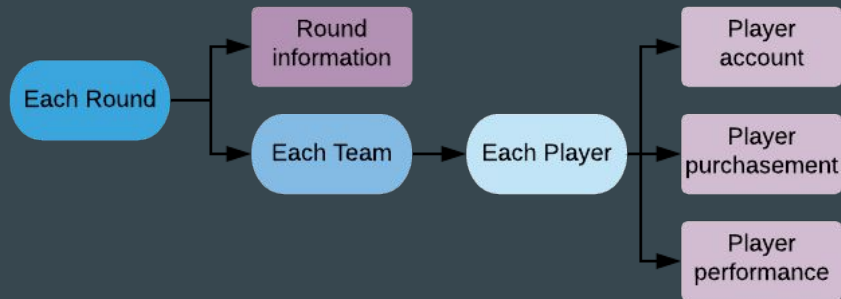 Each Round
Round
information
Each Team
Each Player
Player
account
Player
purchasement
Player
performance